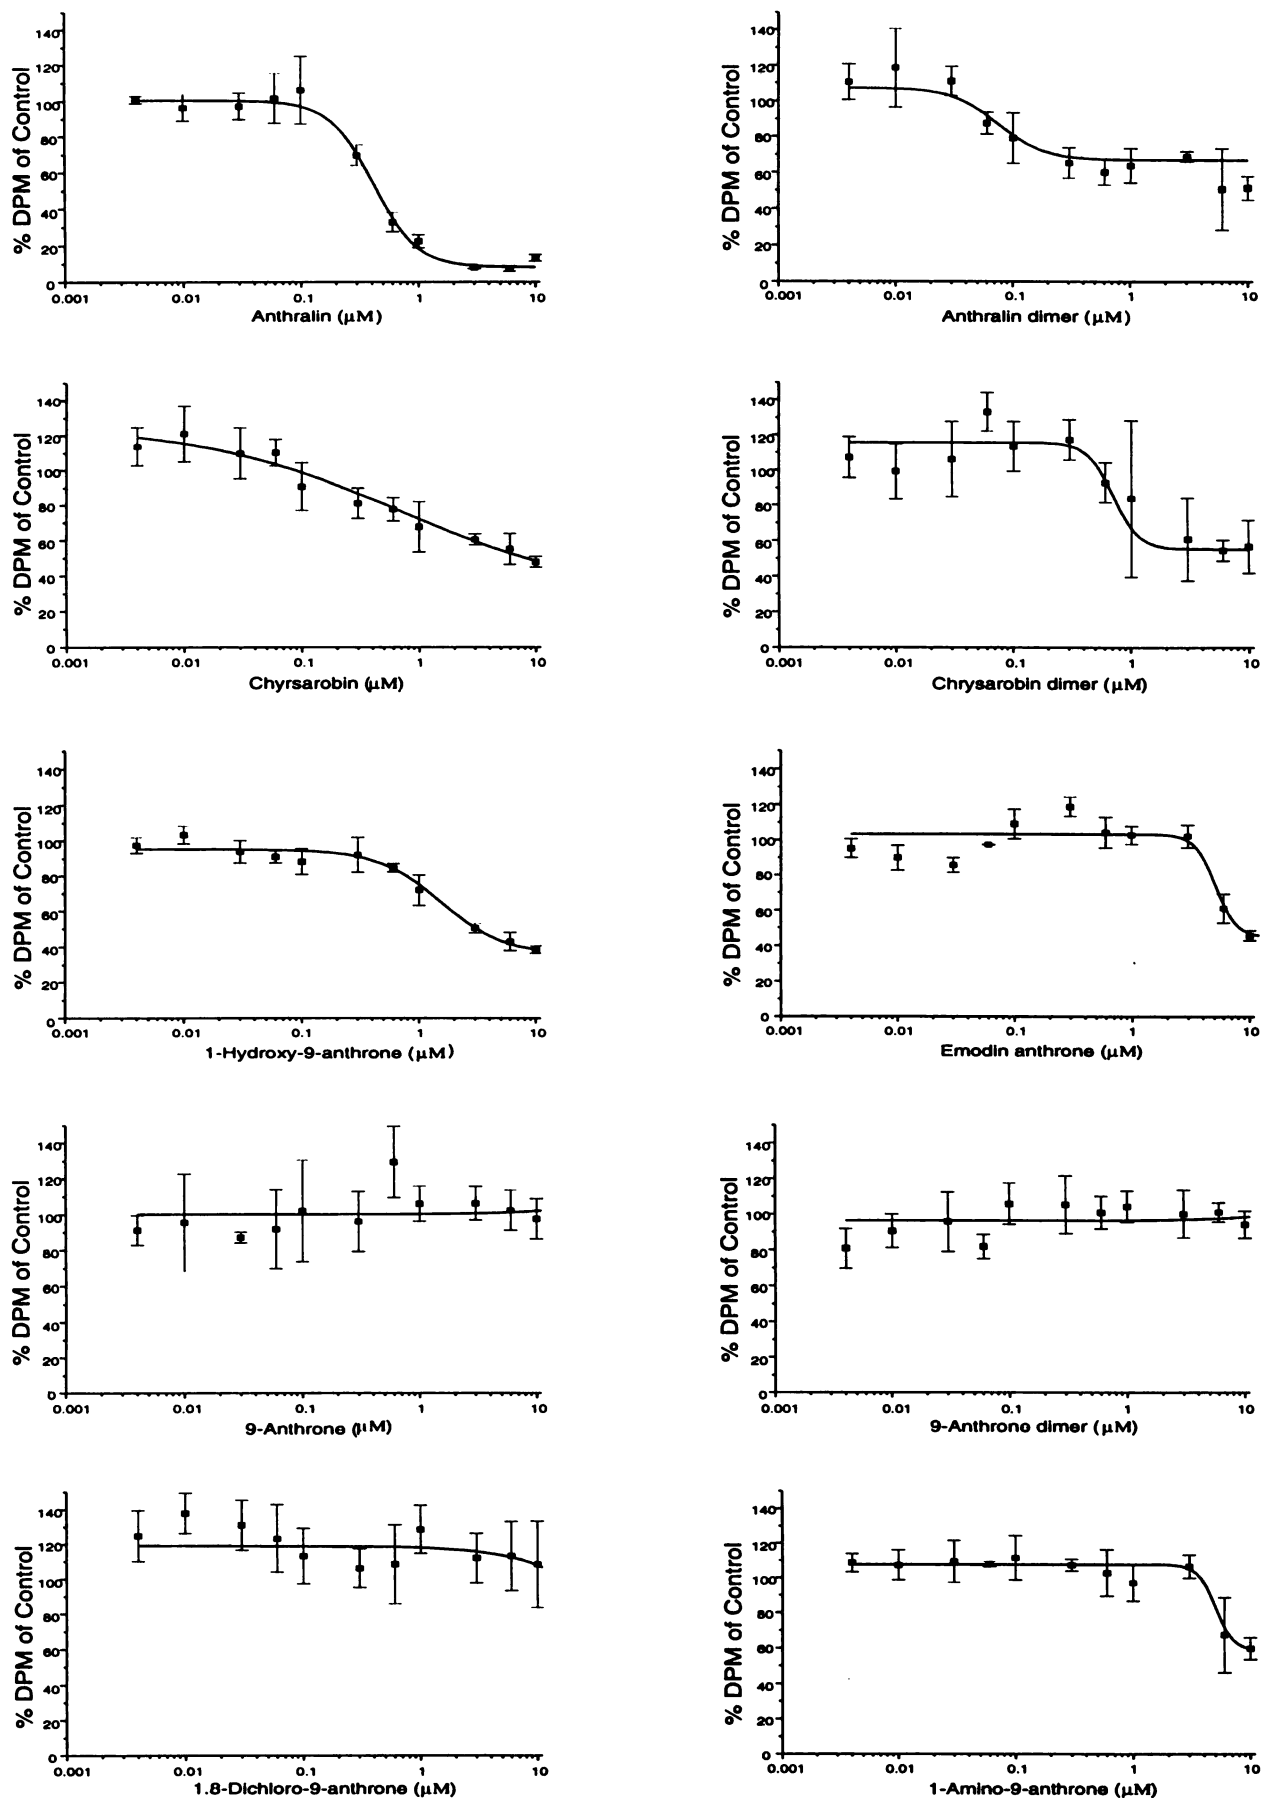 % DPM of Control
140
120
100
80
60
40
20
0
0.001 0.01 0.1 1 10
Anthralin (μM)
% DPM of Control
140
120
100
80
60
40
20
0
0.001 0.01 0.1 1 10
Anthralin dimer (μM)
% DPM of Control
140
120
100
80
60
40
20
0
0.001 0.01 0.1 1 10
Chyrsarobin (μM)
% DPM of Control
140
120
100
80
60
40
20
0
0.001 0.01 0.1 1 10
Chrysarobin dimer (μM)
% DPM of Control
140
120
100
80
60
40
20
0
0.001 0.01 0.1 1 10
1-Hydroxy-9-anthrone (μM)
% DPM of Control
140
120
100
80
60
40
20
0
0.001 0.01 0.1 1 10
Emodin anthrone (μM)
% DPM of Control
140
120
100
80
60
40
20
0
0.001 0.01 0.1 1 10
9-Anthrone (μM)
% DPM of Control
140
120
100
80
60
40
20
0
0.001 0.01 0.1 1 10
9-Anthrono dimer (μM)
% DPM of Control
140
120
100
80
60
40
20
0
0.001 0.01 0.1 1 10
1.8-Dichloro-9-anthrone (μM)
% DPM of Control
140
120
100
80
60
40
20
0
0.001 0.01 0.1 1 10
1-Amino-9-anthrone (μM)